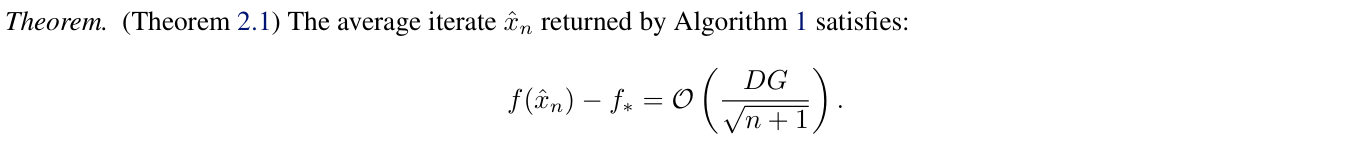 Theorem. (Theorem 2.1) The average iterate x̂ₙ returned by Algorithm 1 satisfies:
f(x̂ₙ) − f∗ = 𝒪(DG/√(n + 1)).